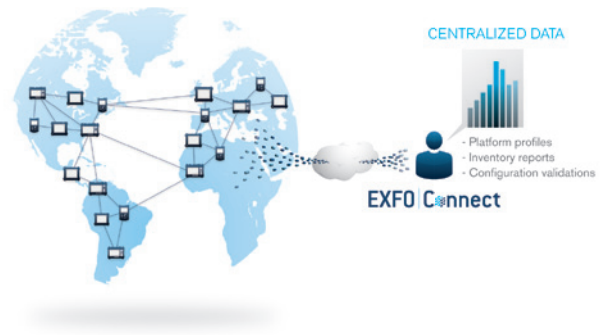 CENTRALIZED DATA
- Platform profiles
- Inventory reports
- Configuration validations
EXFO Connect